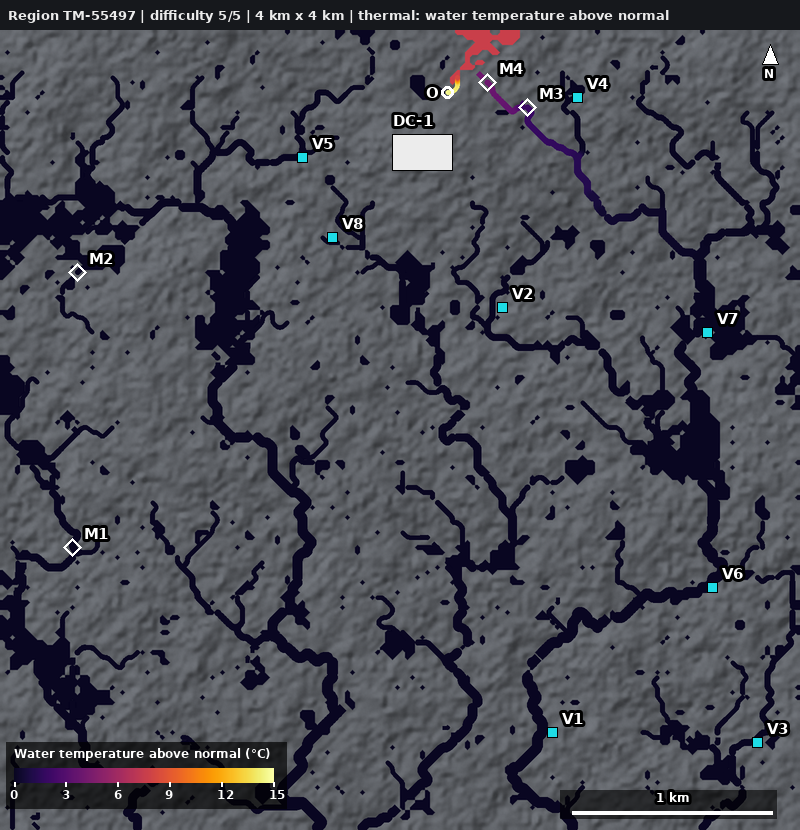 Region TM-55497 | difficulty 5/5 | 4 km x 4 km | thermal: water temperature above normal
N
M4
O
V4
M3
DC-1
V5
V8
M2
V2
V7
M1
V6
V1
V3
Water temperature above normal (°C)
0 3 6 9 12 15
1 km